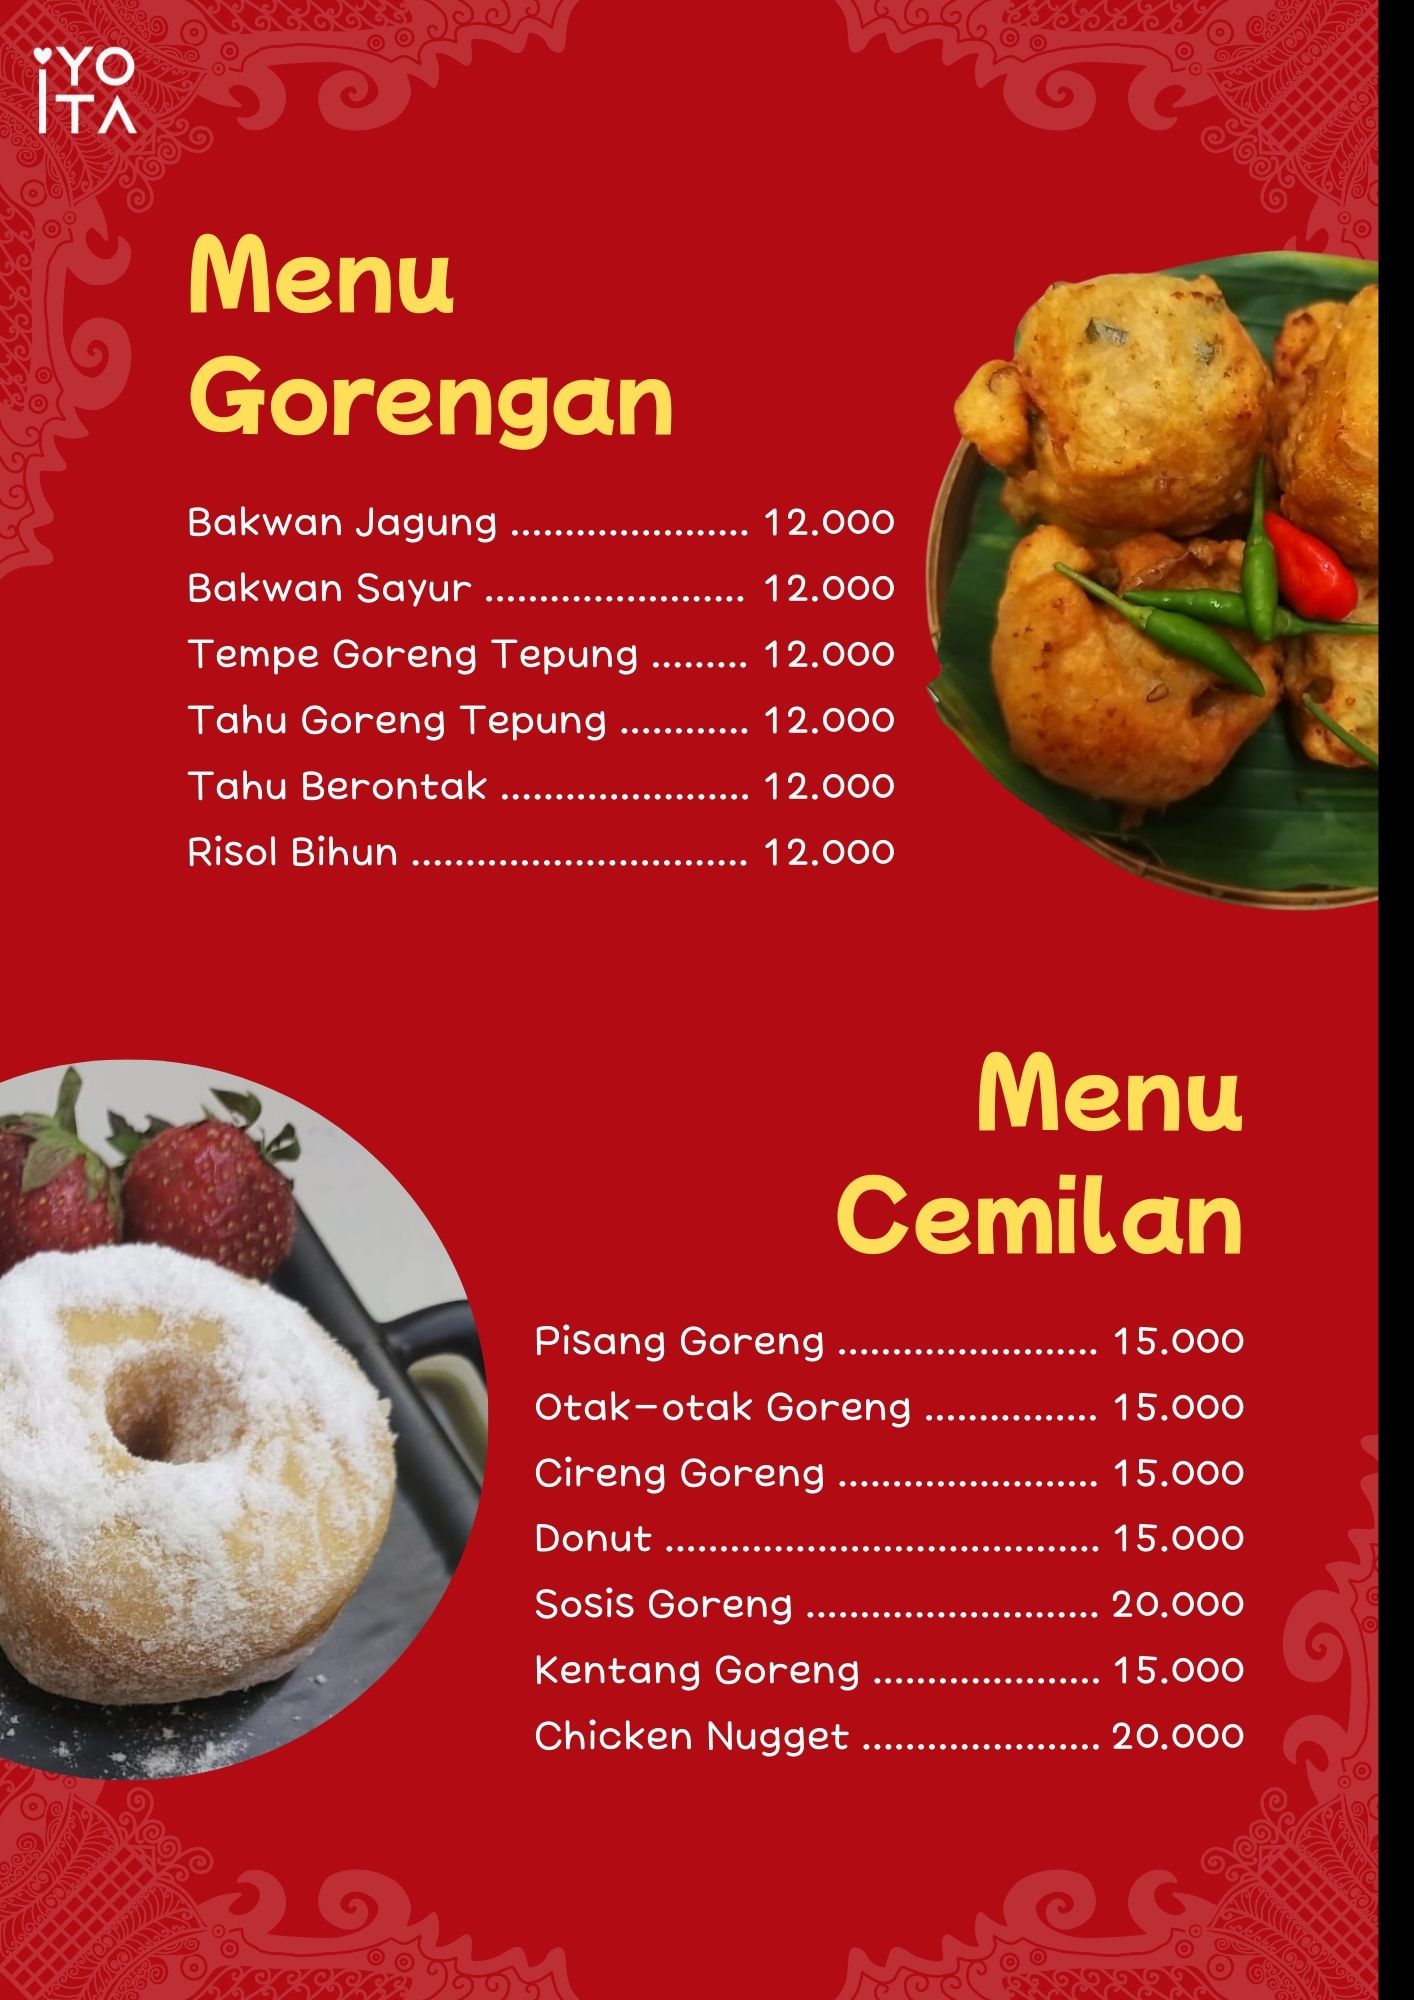 iYO
ITA
Menu
Gorengan
Bakwan Jagung ...................... 12.000
Bakwan Sayur ........................ 12.000
Tempe Goreng Tepung ......... 12.000
Tahu Goreng Tepung ............ 12.000
Tahu Berontak ....................... 12.000
Risol Bihun ............................... 12.000
Menu
Cemilan
Pisang Goreng ........................ 15.000
Otak-otak Goreng ................ 15.000
Cireng Goreng ........................ 15.000
Donut ........................................ 15.000
Sosis Goreng ........................... 20.000
Kentang Goreng ..................... 15.000
Chicken Nugget ...................... 20.000